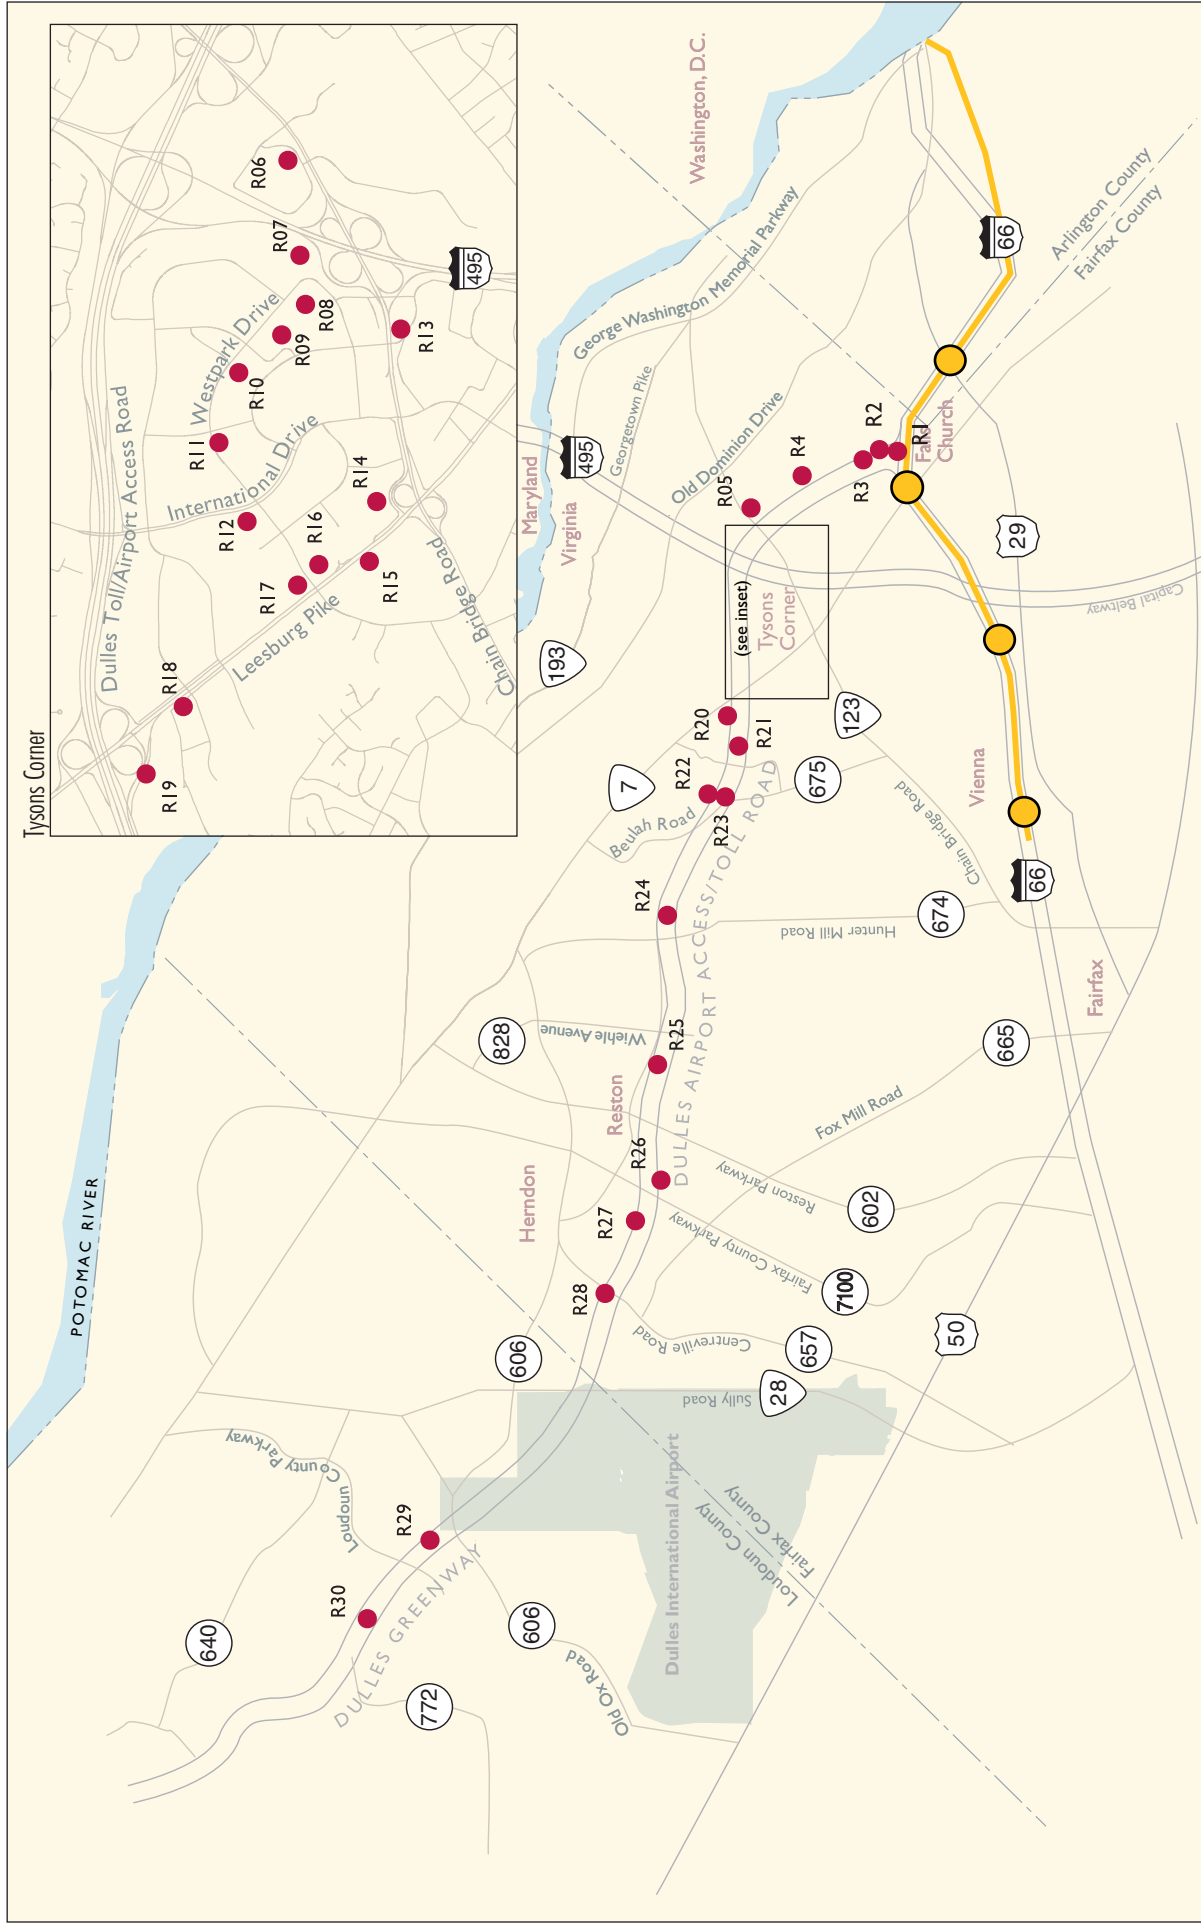 Tysons Corner
Dulles Toll/Airport Access Road
Westpark Drive
International Drive
Leesburg Pike
Chain Bridge Road
R06
R07
R08
R09
R10
R11
R12
R13
R14
R15
R16
R17
R18
R19
495
POTOMAC RIVER
Washington, D.C.
Maryland
Virginia
George Washington Memorial Parkway
Georgetown Pike
Old Dominion Drive
Arlington County
Fairfax County
66
495
193
7
123
29
675
R1
R2
R3
R4
R05
Falls
Church
(see inset)
Tysons
Corner
Capital Beltway
R20
R21
R22
R23
R24
Beulah Road
Chain Bridge Road
Vienna
66
674
Hunter Mill Road
DULLES AIRPORT ACCESS/TOLL ROAD
828
Wiehle Avenue
R25
Reston
665
Fairfax
Fox Mill Road
Herndon
R26
R27
R28
Reston Parkway
602
Fairfax County Parkway
7100
Centreville Road
657
50
606
28
Sully Road
Loudoun
County Parkway
R29
R30
Dulles International Airport
Fairfax County
Loudoun County
DULLES GREENWAY
640
606
Old Ox Road
772